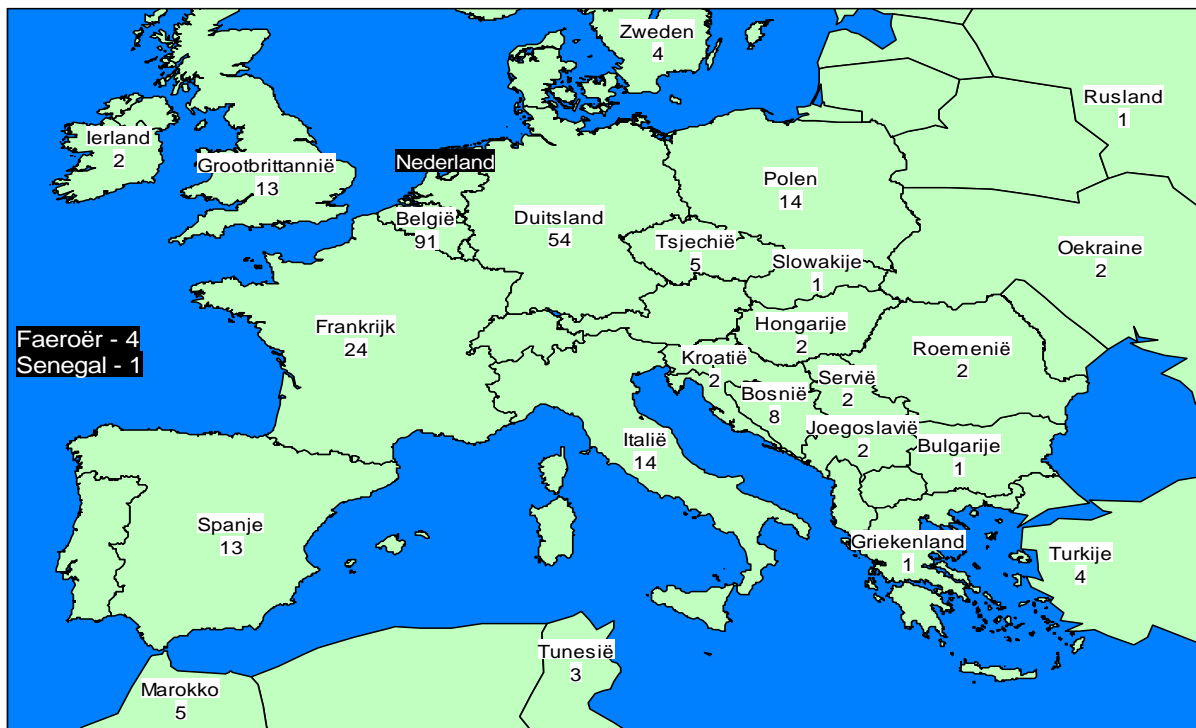 Zweden
4
Rusland
1
Ierland
2
Grootbrittannië
13
Nederland
Polen
14
België
91
Duitsland
54
Tsjechië
5
Slowakije
1
Oekraine
2
Faeroër - 4
Senegal - 1
Frankrijk
24
Hongarije
2
Roemenië
2
Kroatië
2
Servië
2
Bosnië
8
Joegoslavië
2
Italië
14
Bulgarije
1
Spanje
13
Griekenland
1
Turkije
4
Tunesië
3
Marokko
5